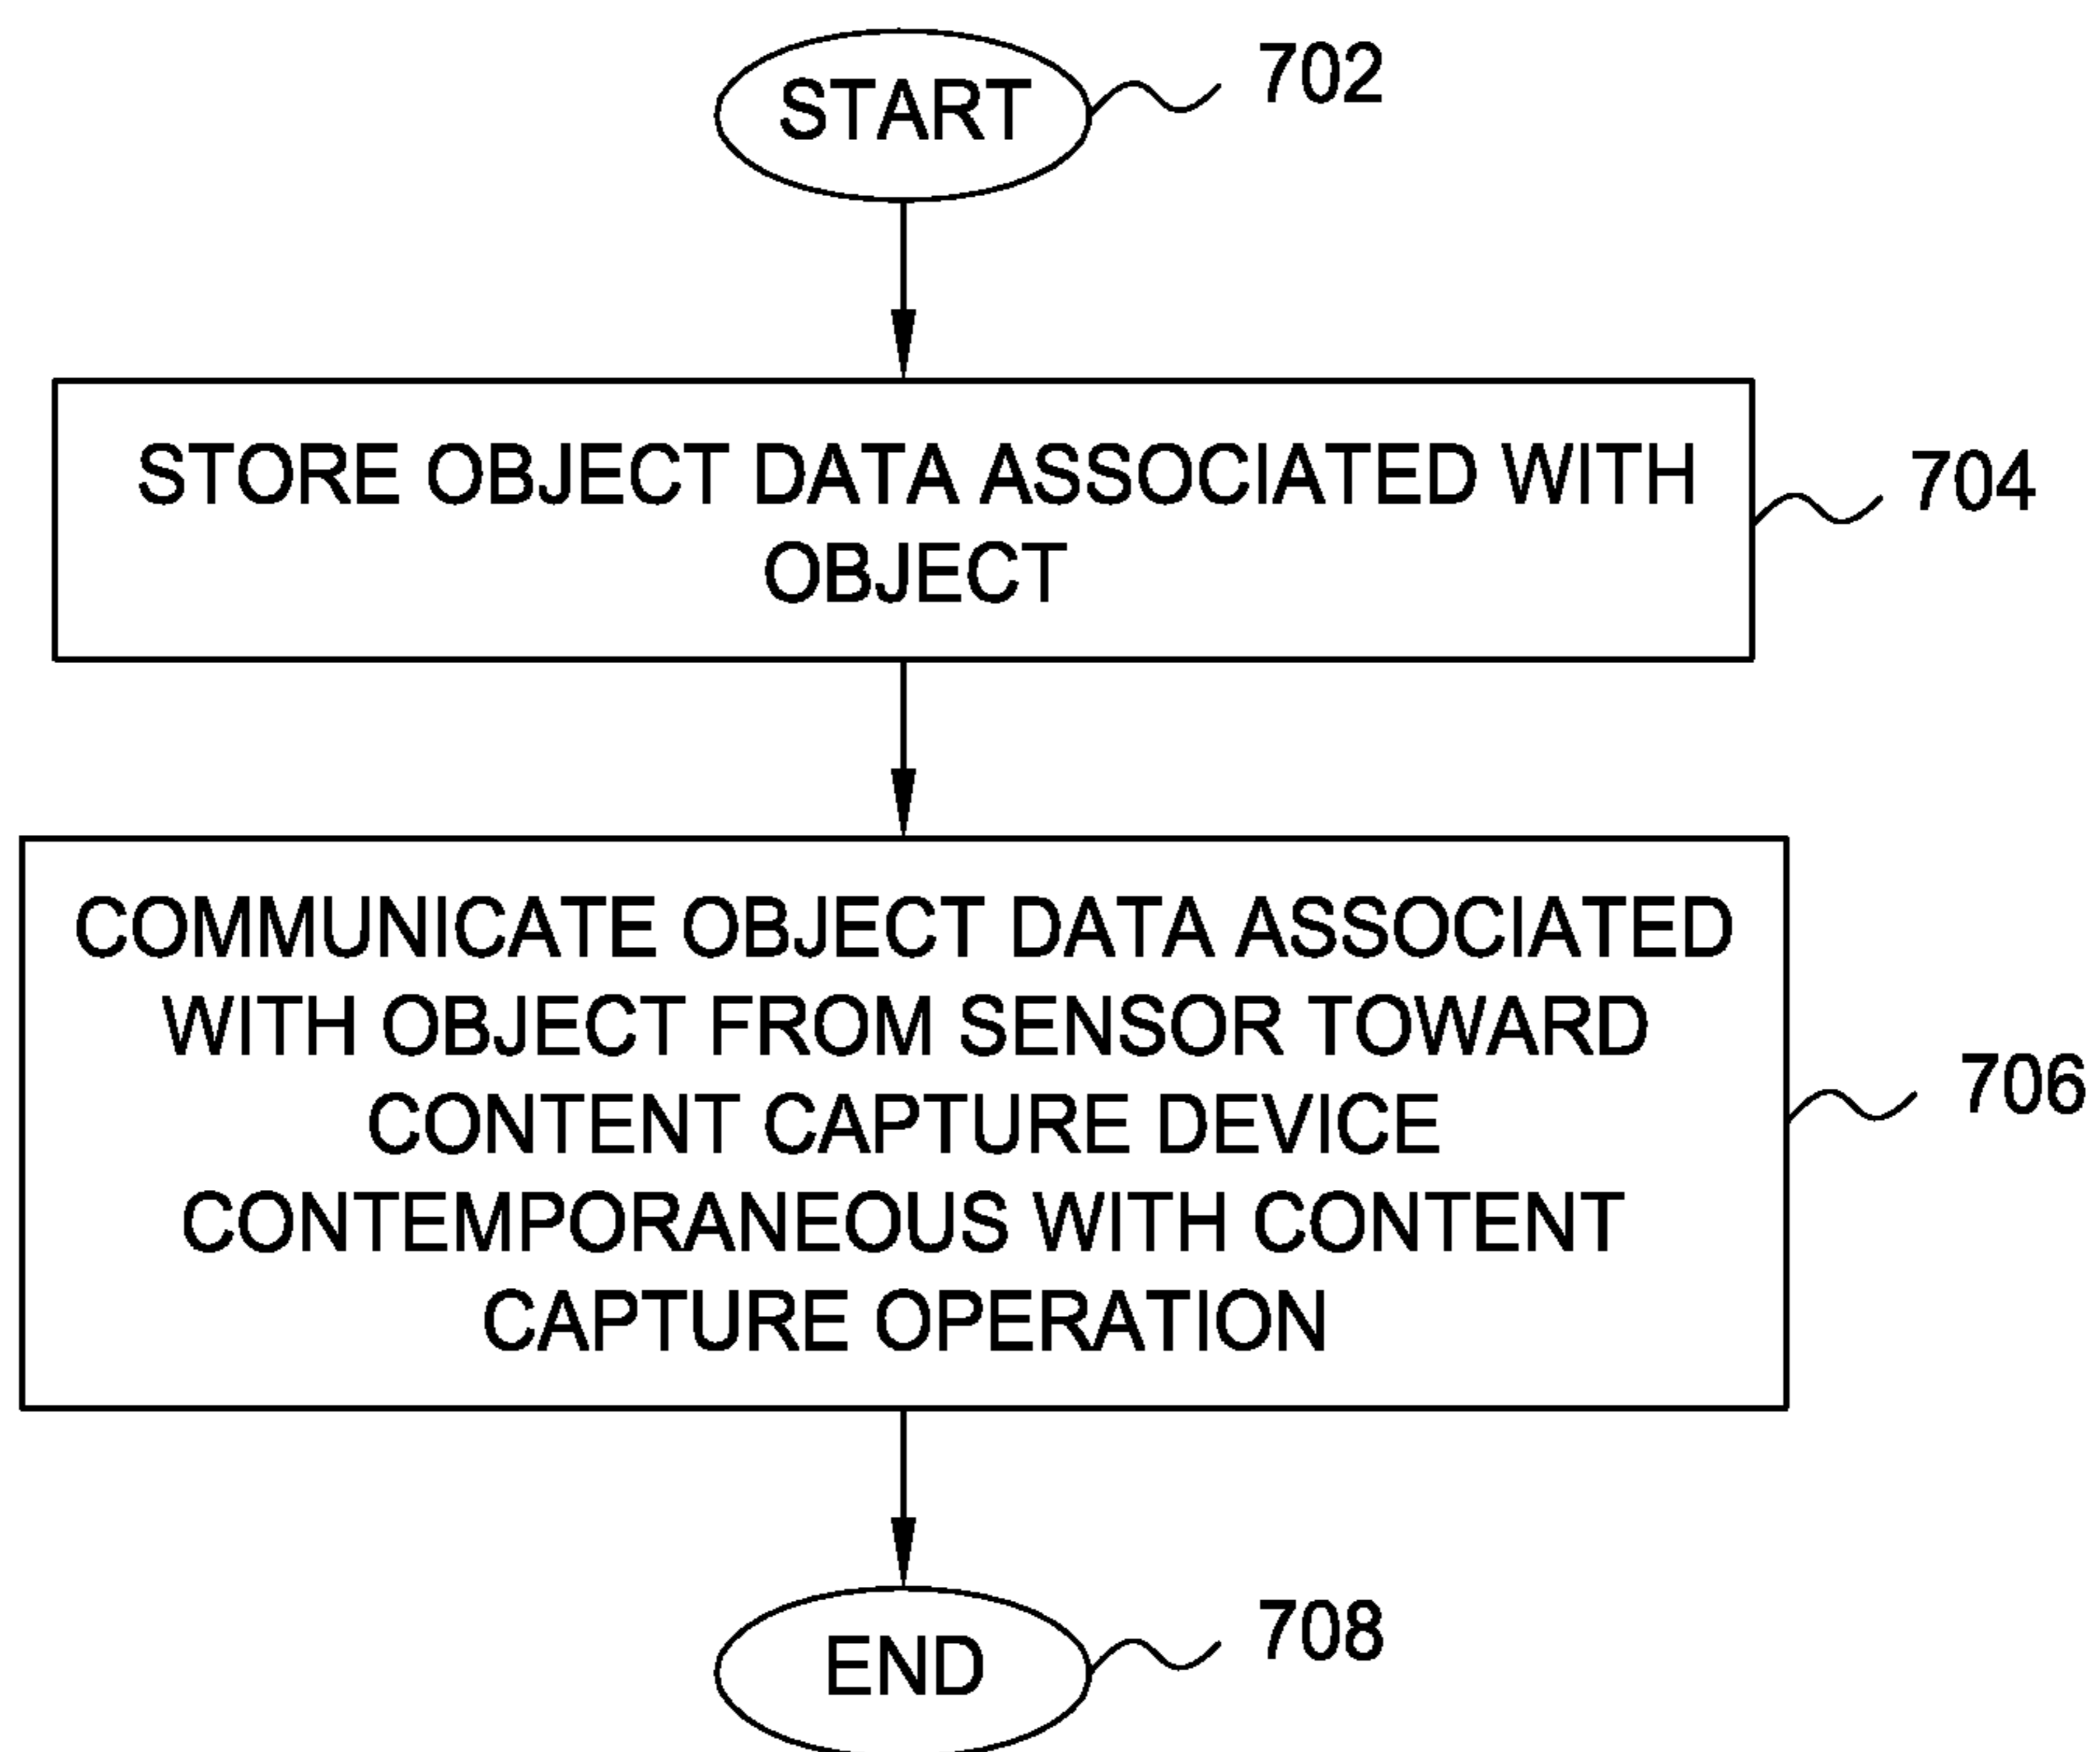 START
702
STORE OBJECT DATA ASSOCIATED WITH
OBJECT
704
COMMUNICATE OBJECT DATA ASSOCIATED
WITH OBJECT FROM SENSOR TOWARD
CONTENT CAPTURE DEVICE
CONTEMPORANEOUS WITH CONTENT
CAPTURE OPERATION
706
END
708